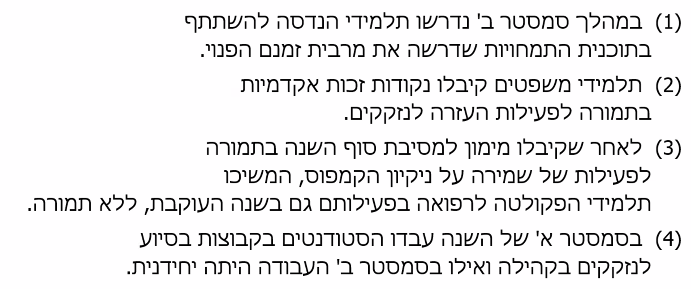 (1) במהלך סמסטר ב' נדרשו תלמידי הנדסה להשתתף
בתוכנית התמחויות שדרשה את מרבית זמנם הפנוי.
(2) תלמידי משפטים קיבלו נקודות זכות אקדמיות
בתמורה לפעילות העזרה לנזקקים.
(3) לאחר שקיבלו מימון למסיבת סוף השנה בתמורה
לפעילות של שמירה על ניקיון הקמפוס, המשיכו
תלמידי הפקולטה לרפואה בפעילותם גם בשנה העוקבת, ללא תמורה.
(4) בסמסטר א' של השנה עבדו הסטודנטים בקבוצות בסיוע
לנזקקים בקהילה ואילו בסמסטר ב' העבודה היתה יחידנית.